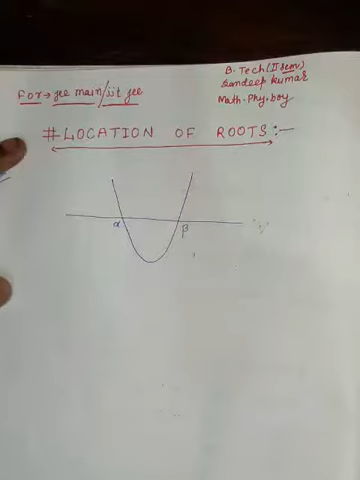 B. Tech (II sem)
Sandeep kumar
For → jee main/iit jee
Math-Phy. boy
# LOCATION OF ROOTS :-
α β